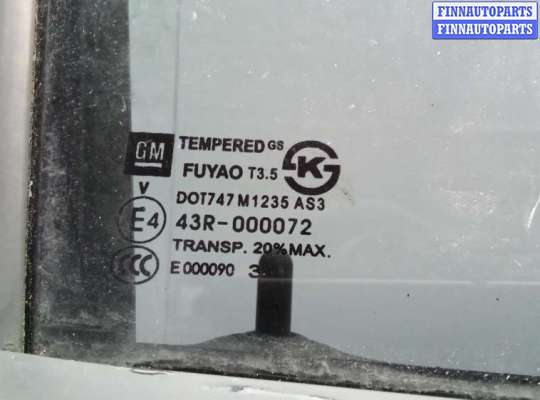 FINNAUTOPARTS
FINNAUTOPARTS
GM TEMPERED GS
FUYAO T3.5 K
V DOT747 M1235 AS3
E4 43R-000072
TRANSP. 20% MAX.
CCC E 000090